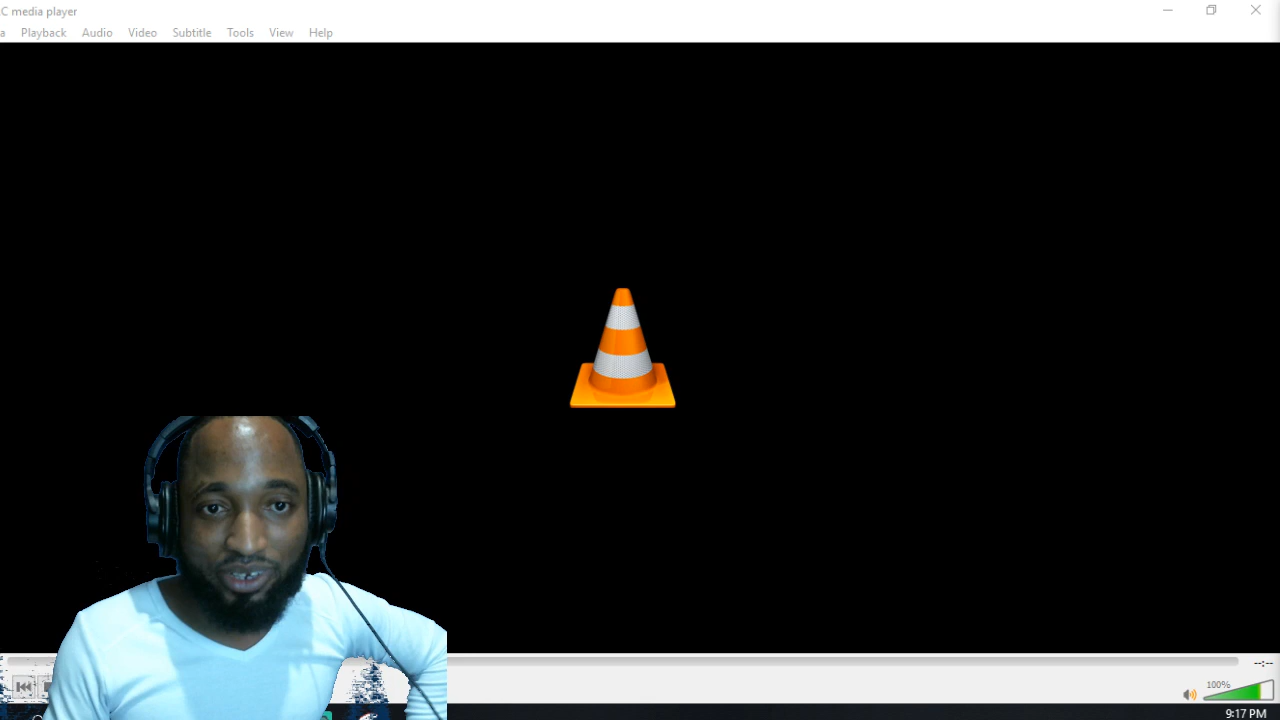 C media player
a Playback Audio Video Subtitle Tools View Help
--:--
100%
9:17 PM